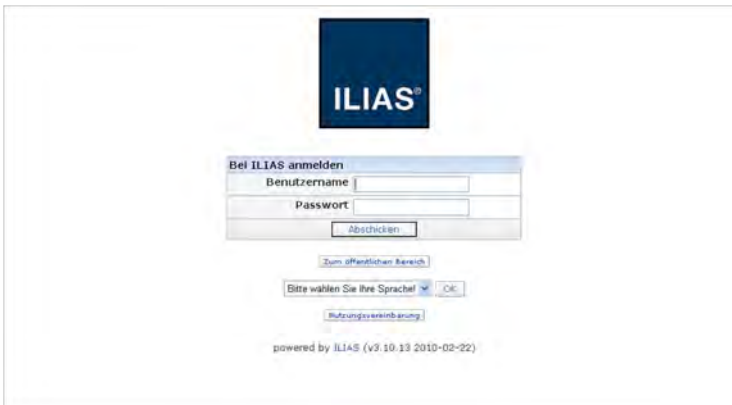 ILIAS®
Bei ILIAS anmelden
Benutzername
Passwort
Abschicken
Zum öffentlichen Bereich
Bitte wählen Sie Ihre Sprache! OK
Nutzungsvereinbarung
powered by ILIAS (v3.10.13 2010-02-22)